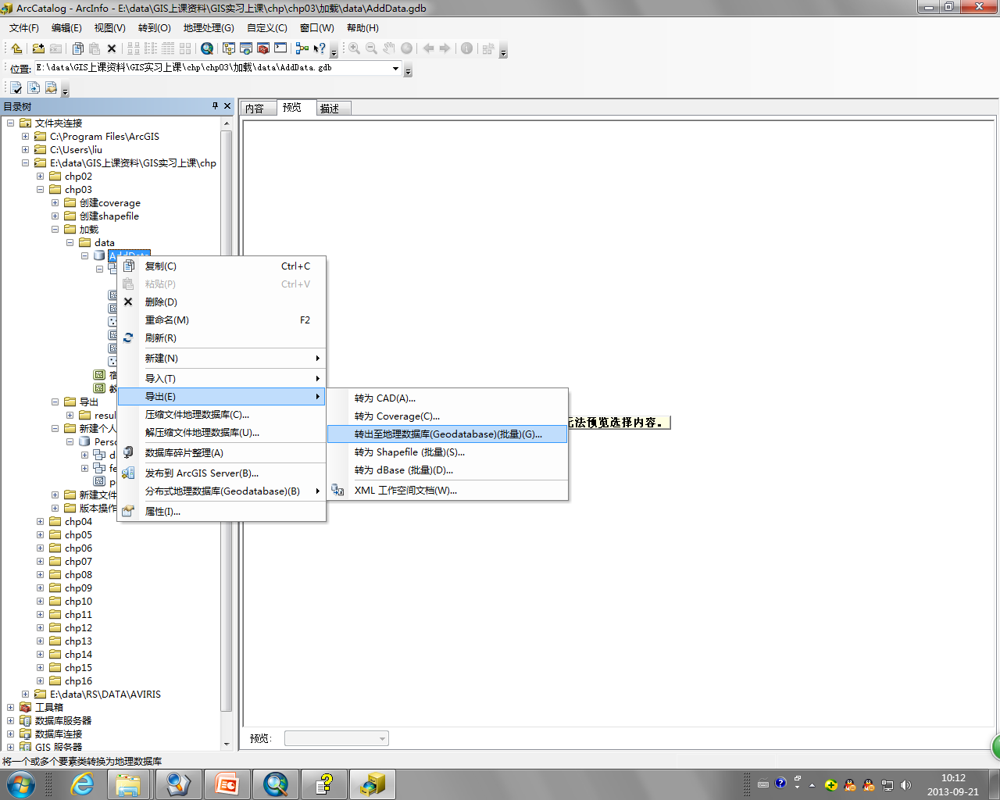 ArcCatalog - ArcInfo - E:\data\GIS上课资料\GIS实习上课\chp\chp03\加载\data\AddData.gdb
文件(F) 编辑(E) 视图(V) 转到(O) 地理处理(G) 自定义(C) 窗口(W) 帮助(H)
位置: E:\data\GIS上课资料\GIS实习上课\chp\chp03\加载\data\AddData.gdb
目录树
内容 预览 描述
文件夹连接
C:\Program Files\ArcGIS
C:\Users\liu
E:\data\GIS上课资料\GIS实习上课\chp
chp02
chp03
创建coverage
创建shapefile
加载
data
AddData
复制(C) Ctrl+C
粘贴(P) Ctrl+V
删除(D)
重命名(M) F2
刷新(R)
新建(N)
导入(T)
导出(E)
压缩文件地理数据库(C)...
解压缩文件地理数据库(U)...
数据库碎片整理(A)
发布到 ArcGIS Server(B)...
分布式地理数据库(Geodatabase)(B)
属性(I)...
转为 CAD(A)...
转为 Coverage(C)...
转出至地理数据库(Geodatabase)(批量)(G)...
转为 Shapefile (批量)(S)...
转为 dBase (批量)(D)...
XML 工作空间文档(W)...
无法预览选择内容。
导出
resul
新建个人
Perso
d
fe
p
新建文件
版本操作
chp04
chp05
chp06
chp07
chp08
chp09
chp10
chp11
chp12
chp13
chp14
chp15
chp16
E:\data\RS\DATA\AVIRIS
工具箱
数据库服务器
数据库连接
GIS 服务器
预览:
将一个或多个要素类转换为地理数据库
10:12
2013-09-21